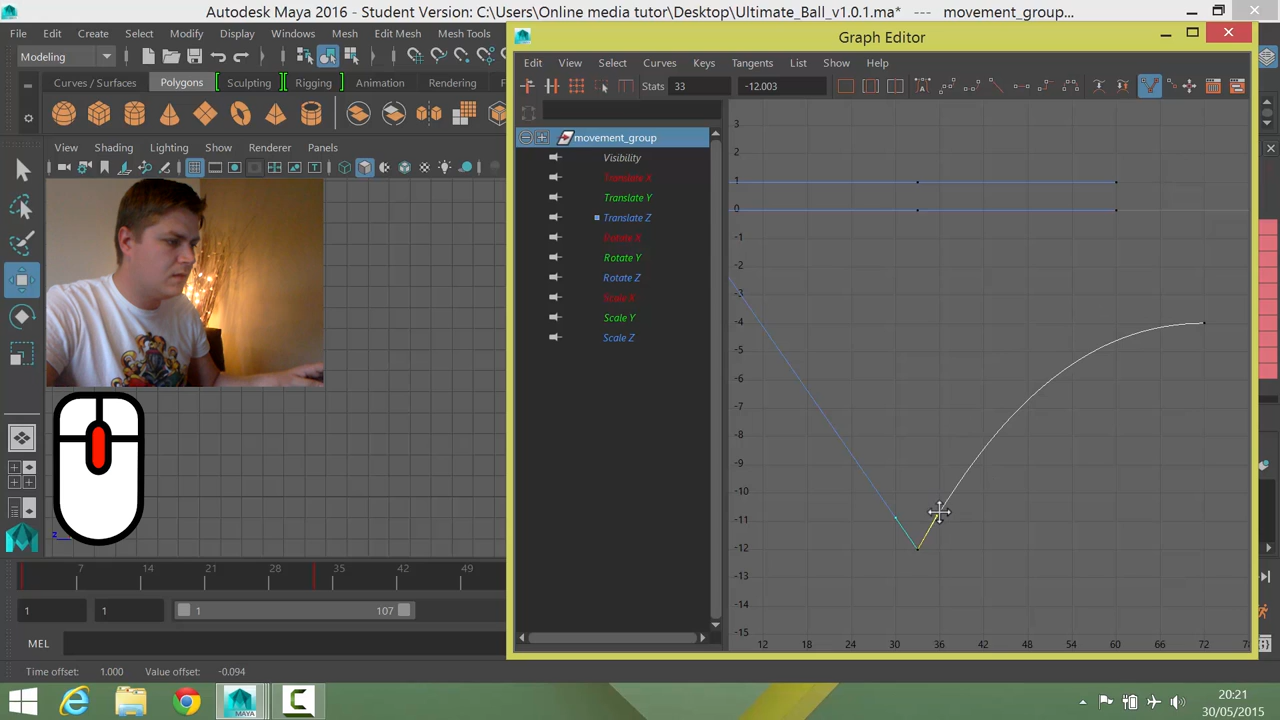 Autodesk Maya 2016 - Student Version: C:\Users\Online media tutor\Desktop\Ultimate_Ball_v1.0.1.ma* --- movement_group...
File Edit Create Select Modify Display Windows Mesh Edit Mesh Mesh Tools
Modeling
Curves / Surfaces Polygons Sculpting Rigging Animation Rendering
View Shading Lighting Show Renderer Panels
Graph Editor
Edit View Select Curves Keys Tangents List Show Help
Stats 33 -12.003
movement_group
Visibility
Translate X
Translate Y
Translate Z
Rotate X
Rotate Y
Rotate Z
Scale X
Scale Y
Scale Z
3
2
1
0
-1
-2
-3
-4
-5
-6
-7
-8
-9
-10
-11
-12
-13
-14
-15
12 18 24 30 36 42 48 54 60 66 72
z
7 14 21 28 35 42 49
1 1 1 107
MEL
Time offset: 1.000 Value offset: -0.094
MAYA
20:21
30/05/2015